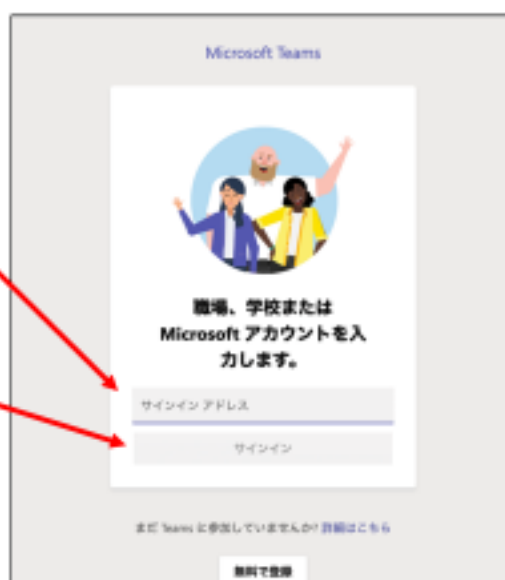 Microsoft Teams
職場、学校または
Microsoft アカウントを入
力します。
サインイン アドレス
サインイン
まだ Teams に参加していませんか? 詳細はこちら
無料で登録